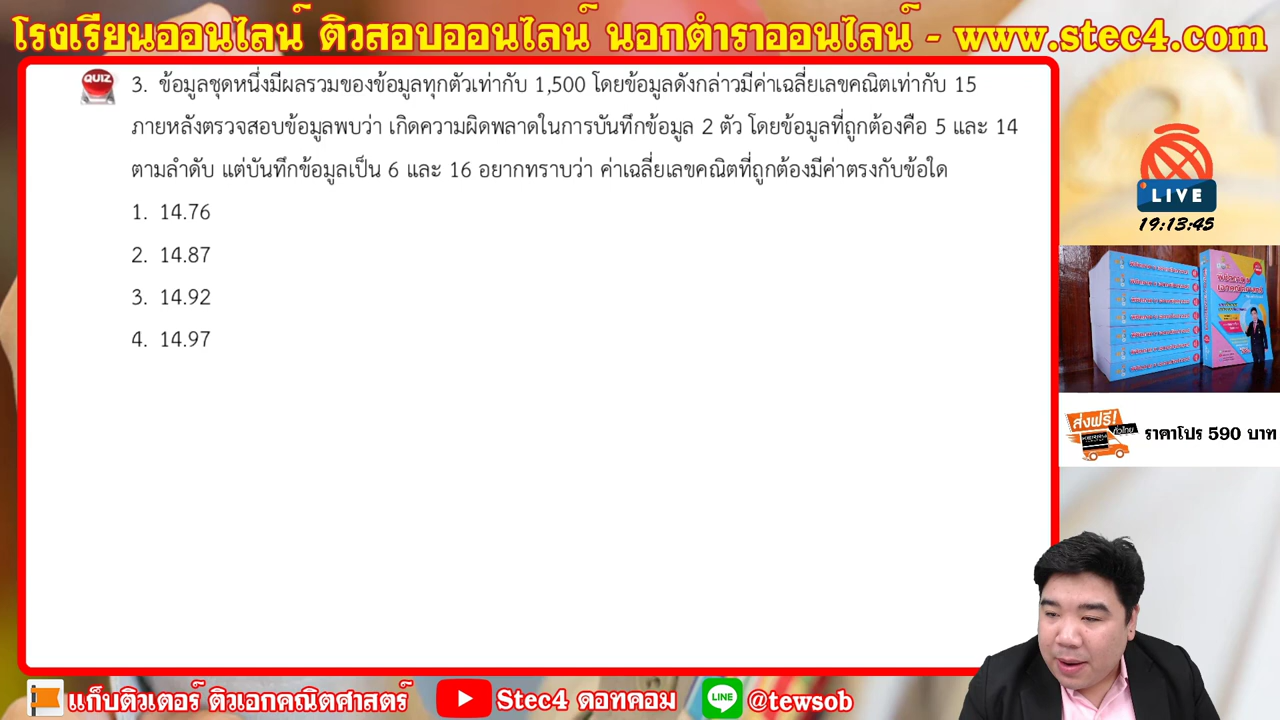 โรงเรียนออนไลน์ ติวสอบออนไลน์ นอกตำราออนไลน์ - www.stec4.com
QUIZ
3. ข้อมูลชุดหนึ่งมีผลรวมของข้อมูลทุกตัวเท่ากับ 1,500 โดยข้อมูลดังกล่าวมีค่าเฉลี่ยเลขคณิตเท่ากับ 15
ภายหลังตรวจสอบข้อมูลพบว่า เกิดความผิดพลาดในการบันทึกข้อมูล 2 ตัว โดยข้อมูลที่ถูกต้องคือ 5 และ 14
ตามลำดับ แต่บันทึกข้อมูลเป็น 6 และ 16 อยากทราบว่า ค่าเฉลี่ยเลขคณิตที่ถูกต้องมีค่าตรงกับข้อใด
1. 14.76
2. 14.87
3. 14.92
4. 14.97
LIVE
19:13:45
ส่งฟรี!
ทั่วไทย
KERRY
ราคาโปร 590 บาท
แก๊บติวเตอร์ ติวเอกคณิตศาสตร์
Stec4 ดอทคอม
LINE
@tewsob